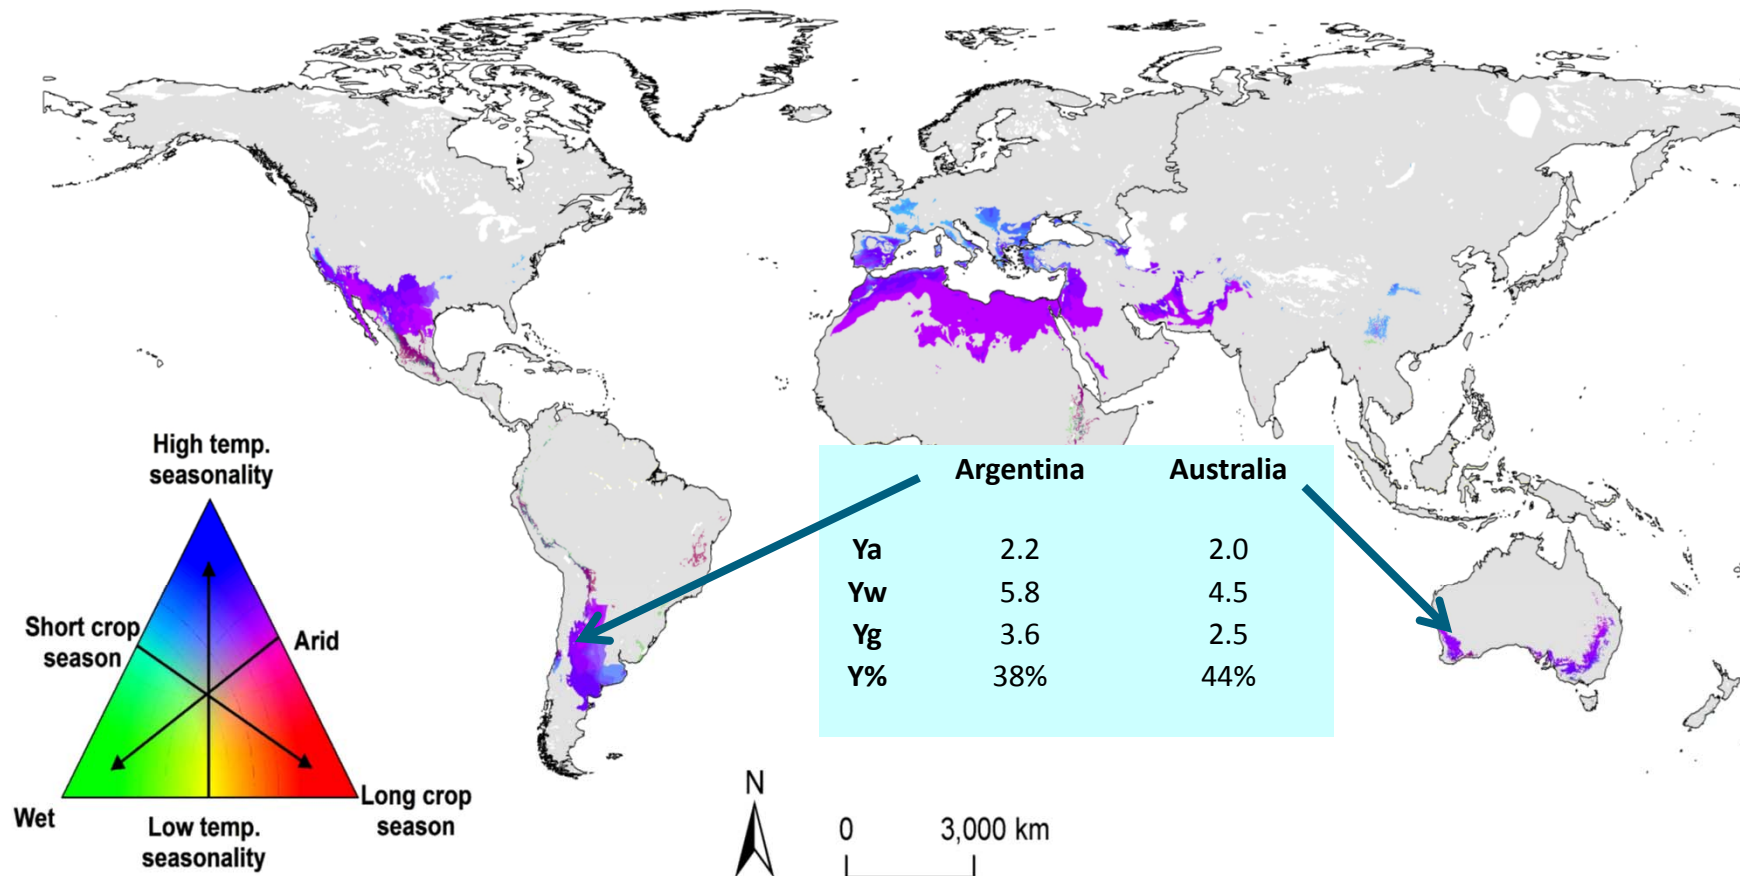 Argentina Australia
Ya 2.2 2.0
Yw 5.8 4.5
Yg 3.6 2.5
Y% 38% 44%
High temp.
seasonality
Short crop
season
Arid
Wet
Low temp.
seasonality
Long crop
season
N
0 3,000 km